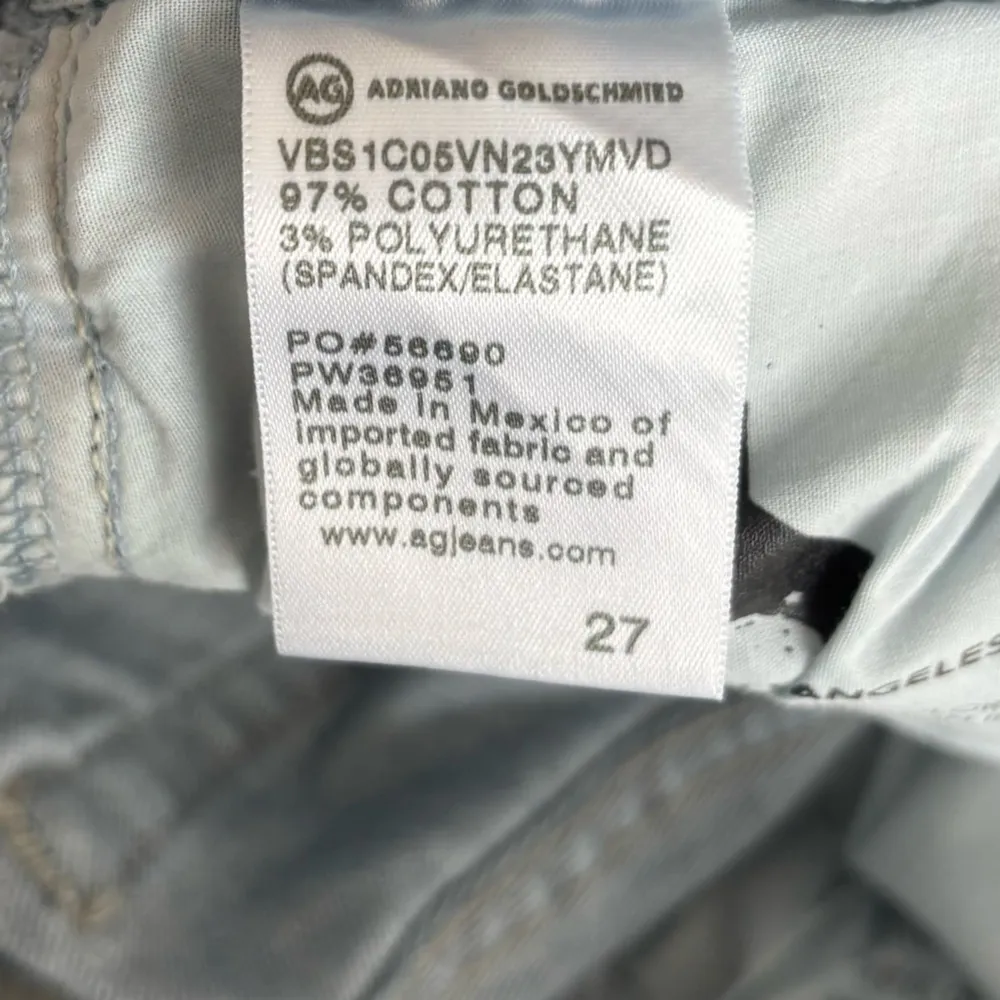 AG ADRIANO GOLDSCHMIED
VBS1C05VN23YMVD
97% COTTON
3% POLYURETHANE
(SPANDEX/ELASTANE)
PO#56690
PW36951
Made in Mexico of
imported fabric and
globally sourced
components
www.agjeans.com
27
ANGELES